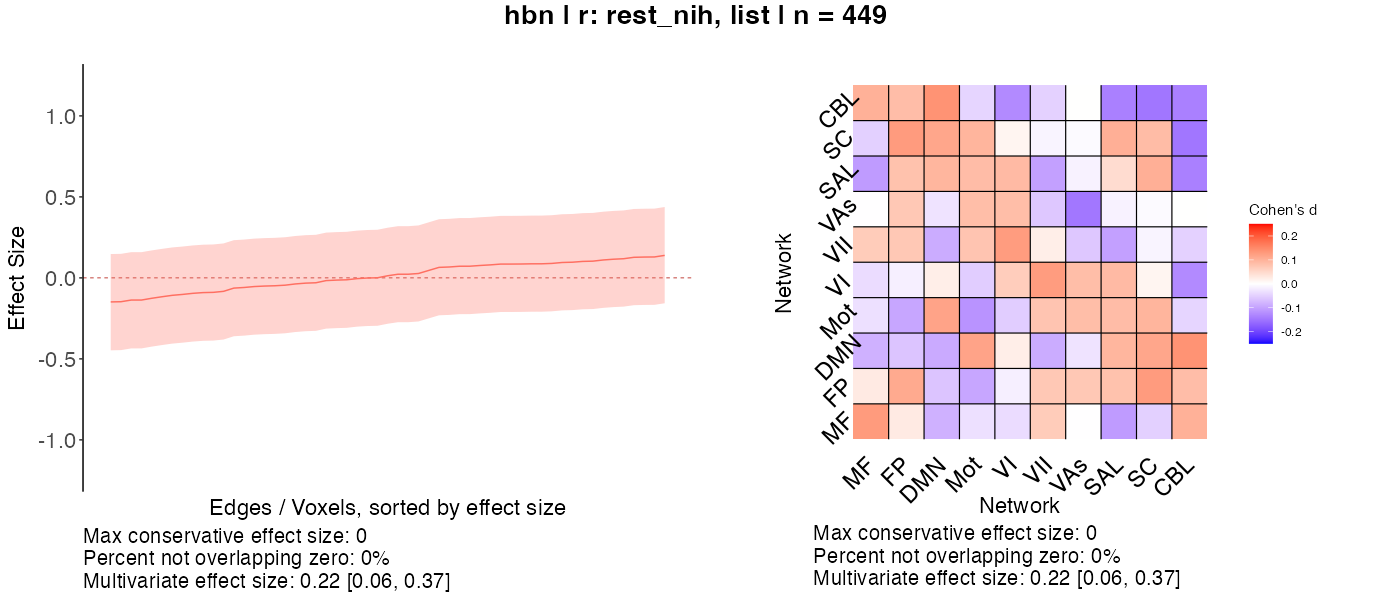 hbn | r: rest_nih, list | n = 449
Effect Size
1.0
0.5
0.0
-0.5
-1.0
Edges / Voxels, sorted by effect size
Max conservative effect size: 0
Percent not overlapping zero: 0%
Multivariate effect size: 0.22 [0.06, 0.37]
Network
CBL
SC
SAL
VAs
VII
VI
Mot
DMN
FP
MF
MF
FP
DMN
Mot
VI
VII
VAs
SAL
SC
CBL
Network
Max conservative effect size: 0
Percent not overlapping zero: 0%
Multivariate effect size: 0.22 [0.06, 0.37]
Cohen's d
0.2
0.1
0.0
-0.1
-0.2